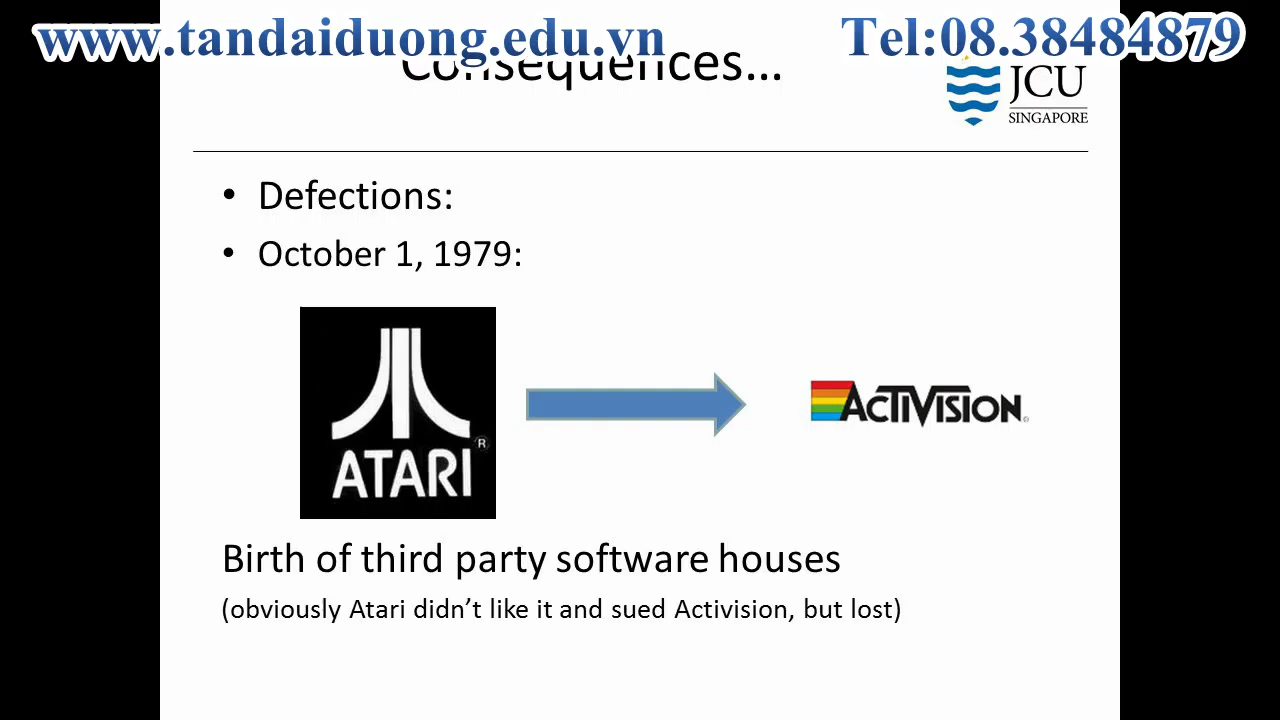 www.tandaiduong.edu.vn Tel:08.38484879
Consequences...
JCU
SINGAPORE
• Defections:
• October 1, 1979:
ATARI
ACTIVISION
Birth of third party software houses
(obviously Atari didn't like it and sued Activision, but lost)